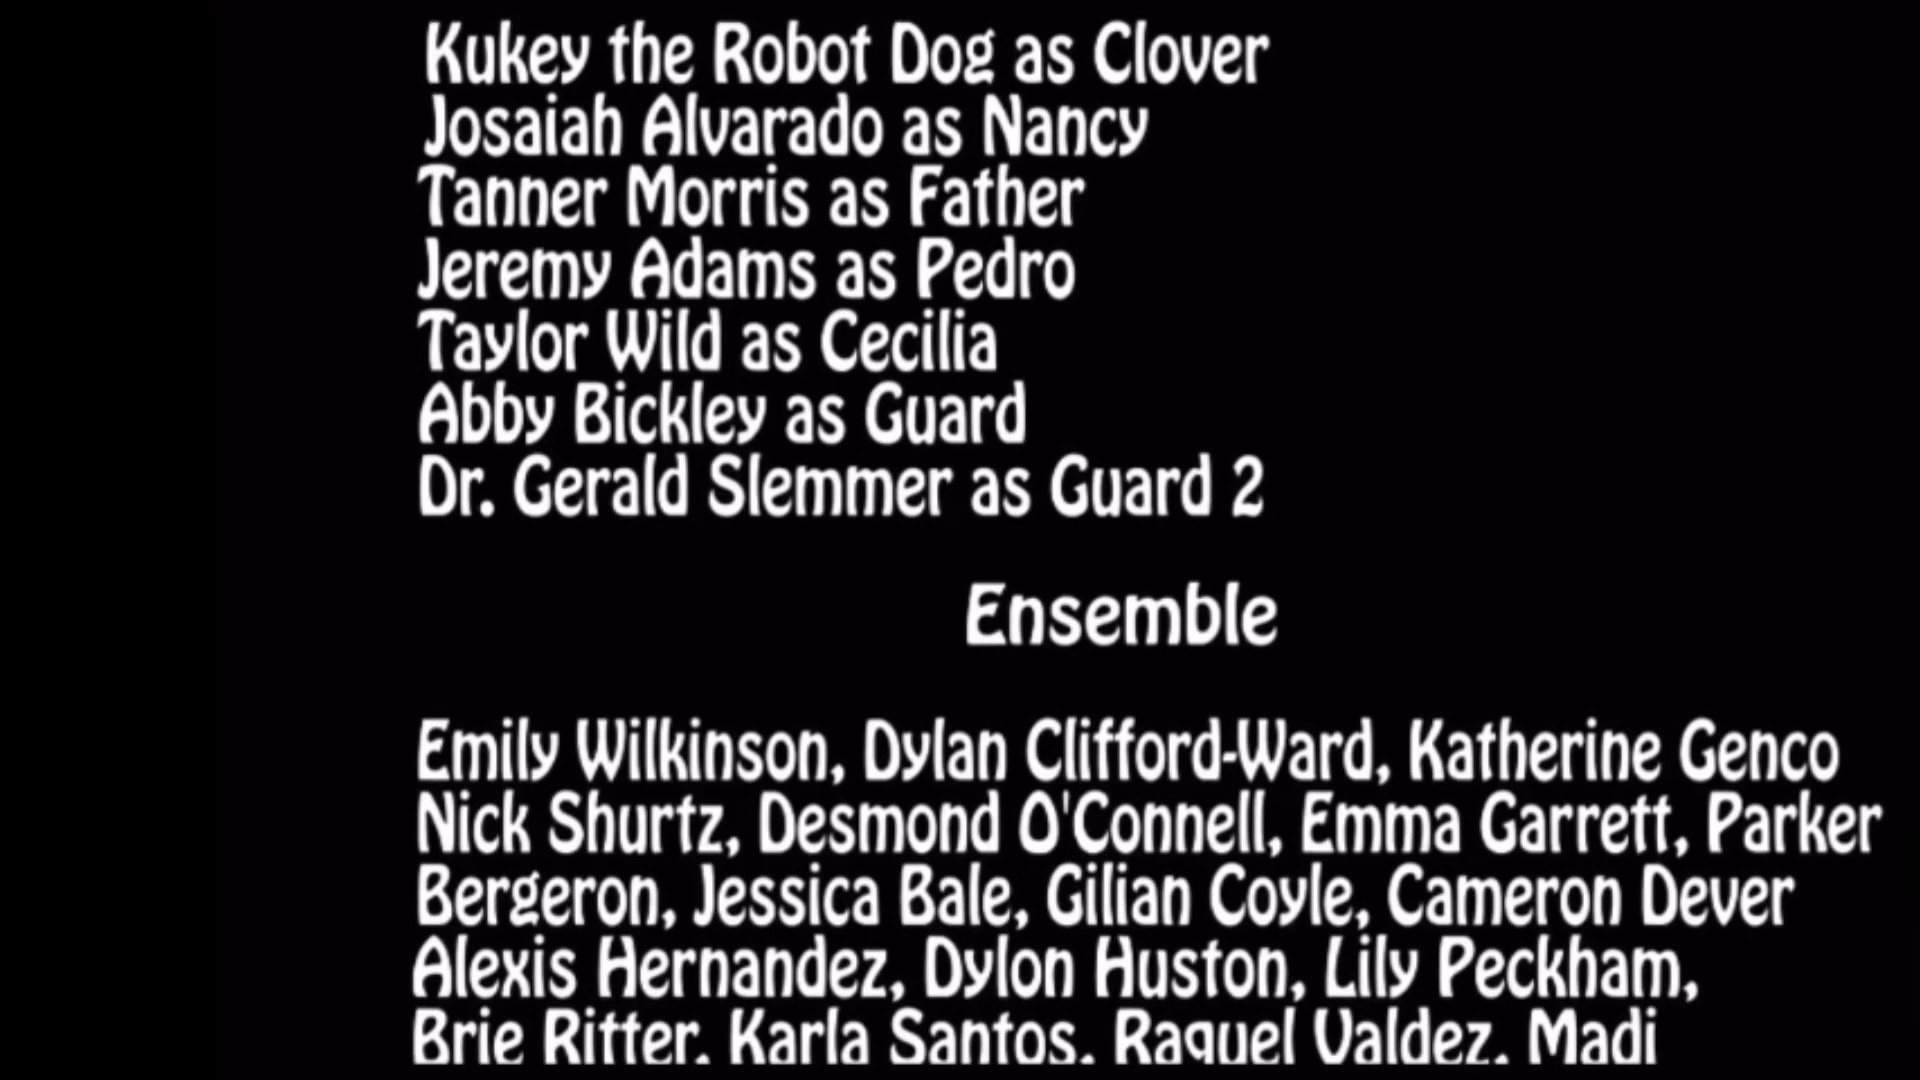 Kukey the Robot Dog as Clover
Josaiah Alvarado as Nancy
Tanner Morris as Father
Jeremy Adams as Pedro
Taylor Wild as Cecilia
Abby Bickley as Guard
Dr. Gerald Slemmer as Guard 2
Ensemble
Emily Wilkinson, Dylan Clifford-Ward, Katherine Genco
Nick Shurtz, Desmond O'Connell, Emma Garrett, Parker
Bergeron, Jessica Bale, Gilian Coyle, Cameron Dever
Alexis Hernandez, Dylon Huston, Lily Peckham,
Brie Ritter, Karla Santos, Raquel Valdez, Madi